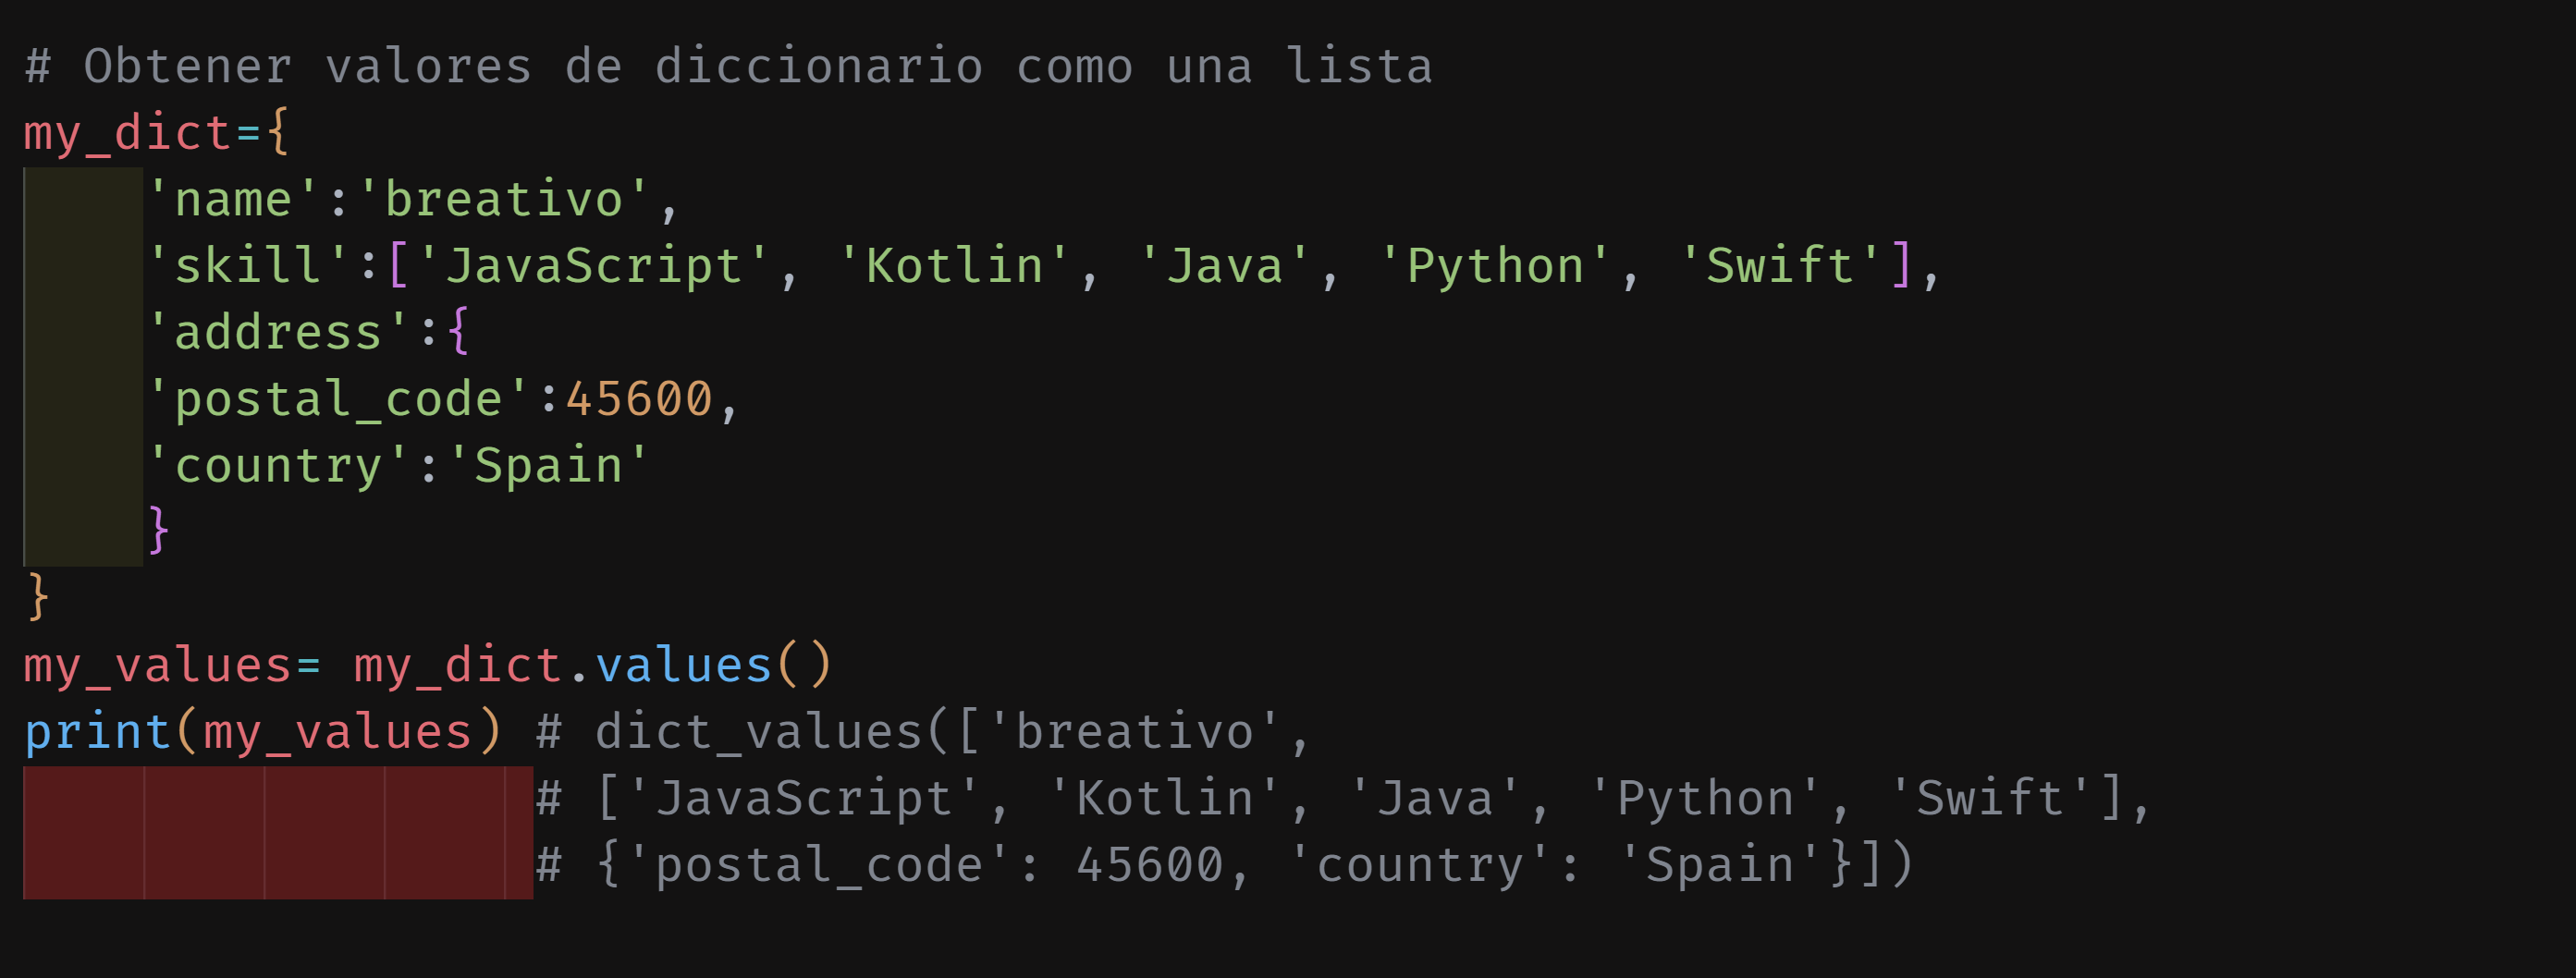 # Obtener valores de diccionario como una lista
my_dict={
    'name':'breativo',
    'skill':['JavaScript', 'Kotlin', 'Java', 'Python', 'Swift'],
    'address':{
    'postal_code':45600,
    'country':'Spain'
    }
}
my_values= my_dict.values()
print(my_values) # dict_values(['breativo',
                 # ['JavaScript', 'Kotlin', 'Java', 'Python', 'Swift'],
                 # {'postal_code': 45600, 'country': 'Spain'}])